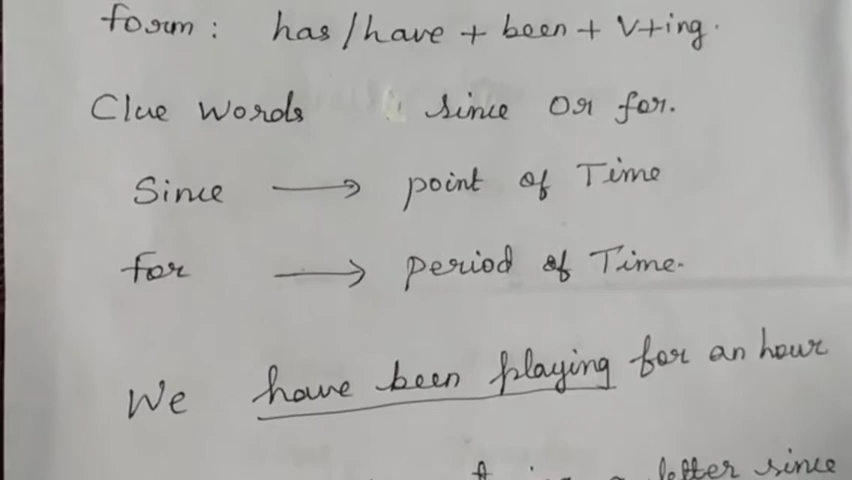 form: has/have + been + V+ing.
Clue words : since or for.
Since → point of Time
for → period of Time.
We have been playing for an hour
a letter since